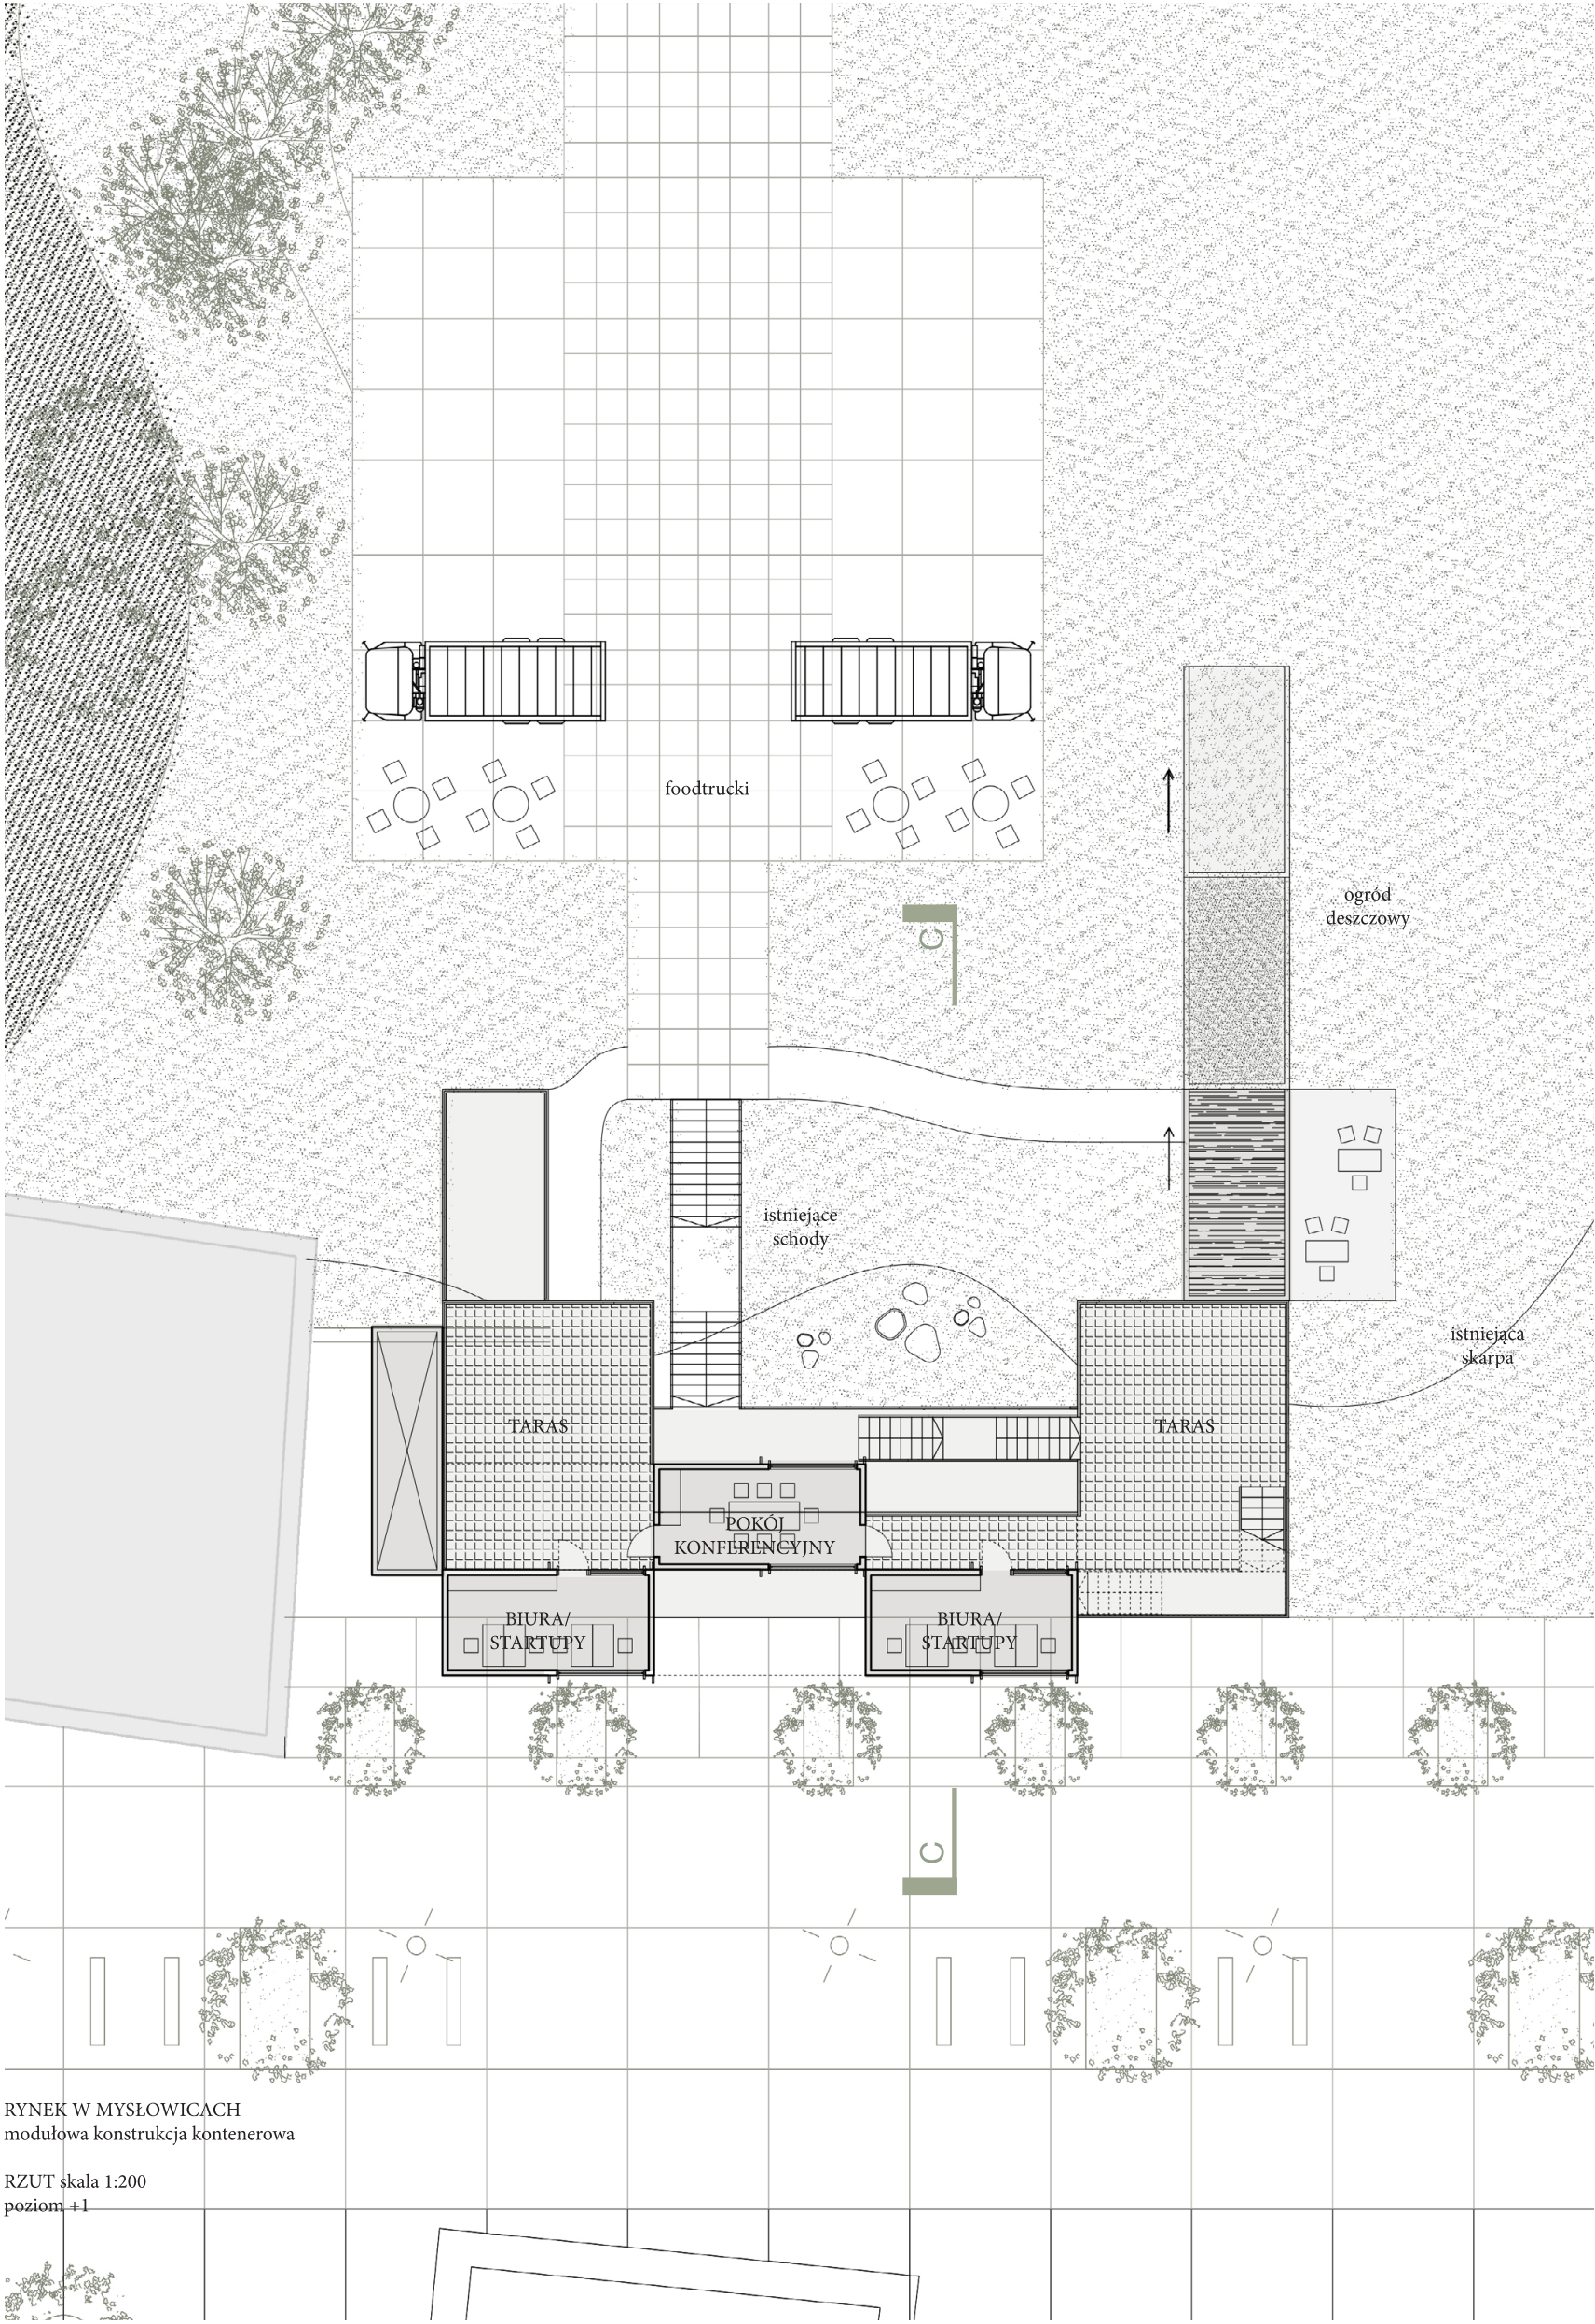 foodtrucki
C
ogród
deszczowy
istniejące
schody
istniejąca
skarpa
TARAS
TARAS
POKÓJ
KONFERENCYJNY
BIURA/
STARTUPY
BIURA/
STARTUPY
C
RYNEK W MYSŁOWICACH
modułowa konstrukcja kontenerowa
RZUT skala 1:200
poziom +1